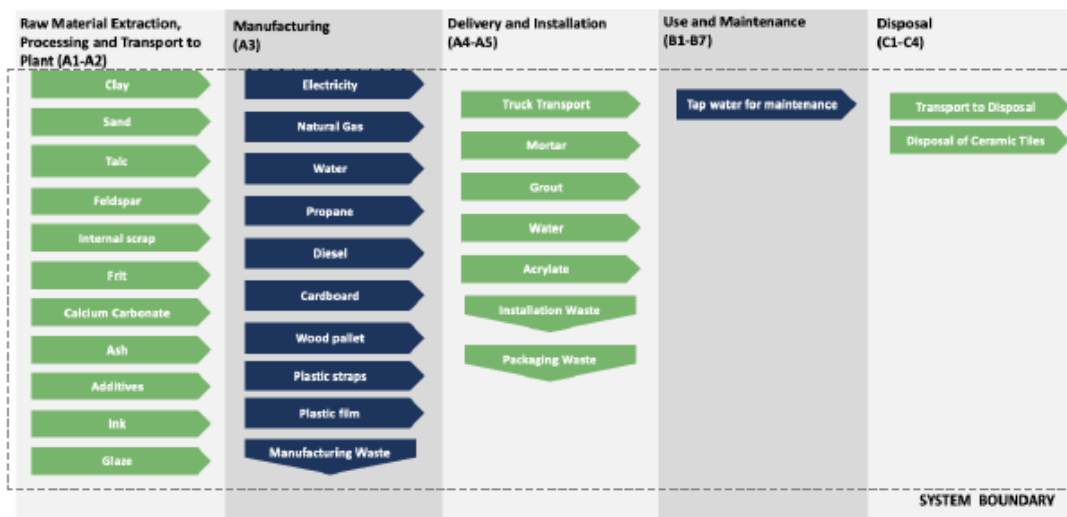 Raw Material Extraction,
Processing and Transport to
Plant (A1-A2)
Clay
Sand
Talc
Feldspar
Internal scrap
Frit
Calcium Carbonate
Ash
Additives
Ink
Glaze
Manufacturing
(A3)
Electricity
Natural Gas
Water
Propane
Diesel
Cardboard
Wood pallet
Plastic straps
Plastic film
Manufacturing Waste
Delivery and Installation
(A4-A5)
Truck Transport
Mortar
Grout
Water
Acrylate
Installation Waste
Packaging Waste
Use and Maintenance
(B1-B7)
Tap water for maintenance
Disposal
(C1-C4)
Transport to Disposal
Disposal of Ceramic Tiles
SYSTEM BOUNDARY